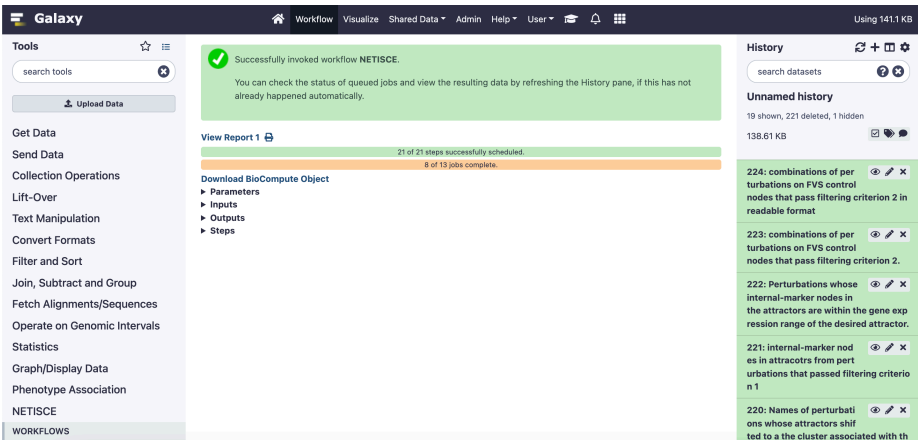 Galaxy
Workflow Visualize Shared Data Admin Help User
Using 141.1 KB
Tools
search tools
Upload Data
Get Data
Send Data
Collection Operations
Lift-Over
Text Manipulation
Convert Formats
Filter and Sort
Join, Subtract and Group
Fetch Alignments/Sequences
Operate on Genomic Intervals
Statistics
Graph/Display Data
Phenotype Association
NETISCE
WORKFLOWS
Successfully invoked workflow NETISCE.
You can check the status of queued jobs and view the resulting data by refreshing the History pane, if this has not
already happened automatically.
View Report 1
21 of 21 steps successfully scheduled.
8 of 13 jobs complete.
Download BioCompute Object
Parameters
Inputs
Outputs
Steps
History
search datasets
Unnamed history
19 shown, 221 deleted, 1 hidden
138.61 KB
224: combinations of per
turbations on FVS control
nodes that pass filtering criterion 2 in
readable format
223: combinations of per
turbations on FVS control
nodes that pass filtering criterion 2.
222: Perturbations whose
internal-marker nodes in
the attractors are within the gene exp
ression range of the desired attractor.
221: internal-marker nod
es in attracotrs from pert
urbations that passed filtering criterio
n 1
220: Names of perturbati
ons whose attractors shif
ted to a the cluster associated with th